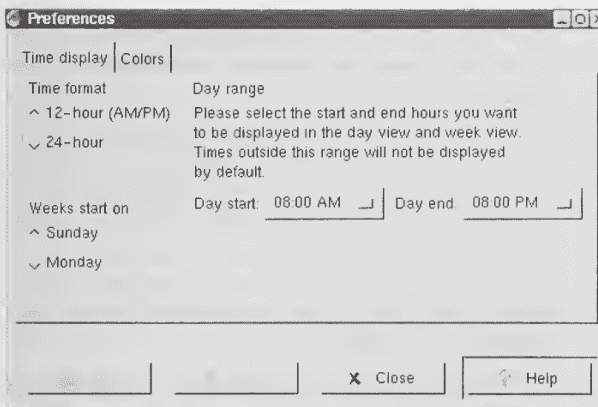 Preferences
Time display Colors
Time format
^ 12-hour (AM/PM)
24-hour
Weeks start on
^ Sunday
Monday
Day range
Please select the start and end hours you want
to be displayed in the day view and week view.
Times outside this range will not be displayed
by default.
Day start: 08:00 AM Day end: 08:00 PM
X Close Help